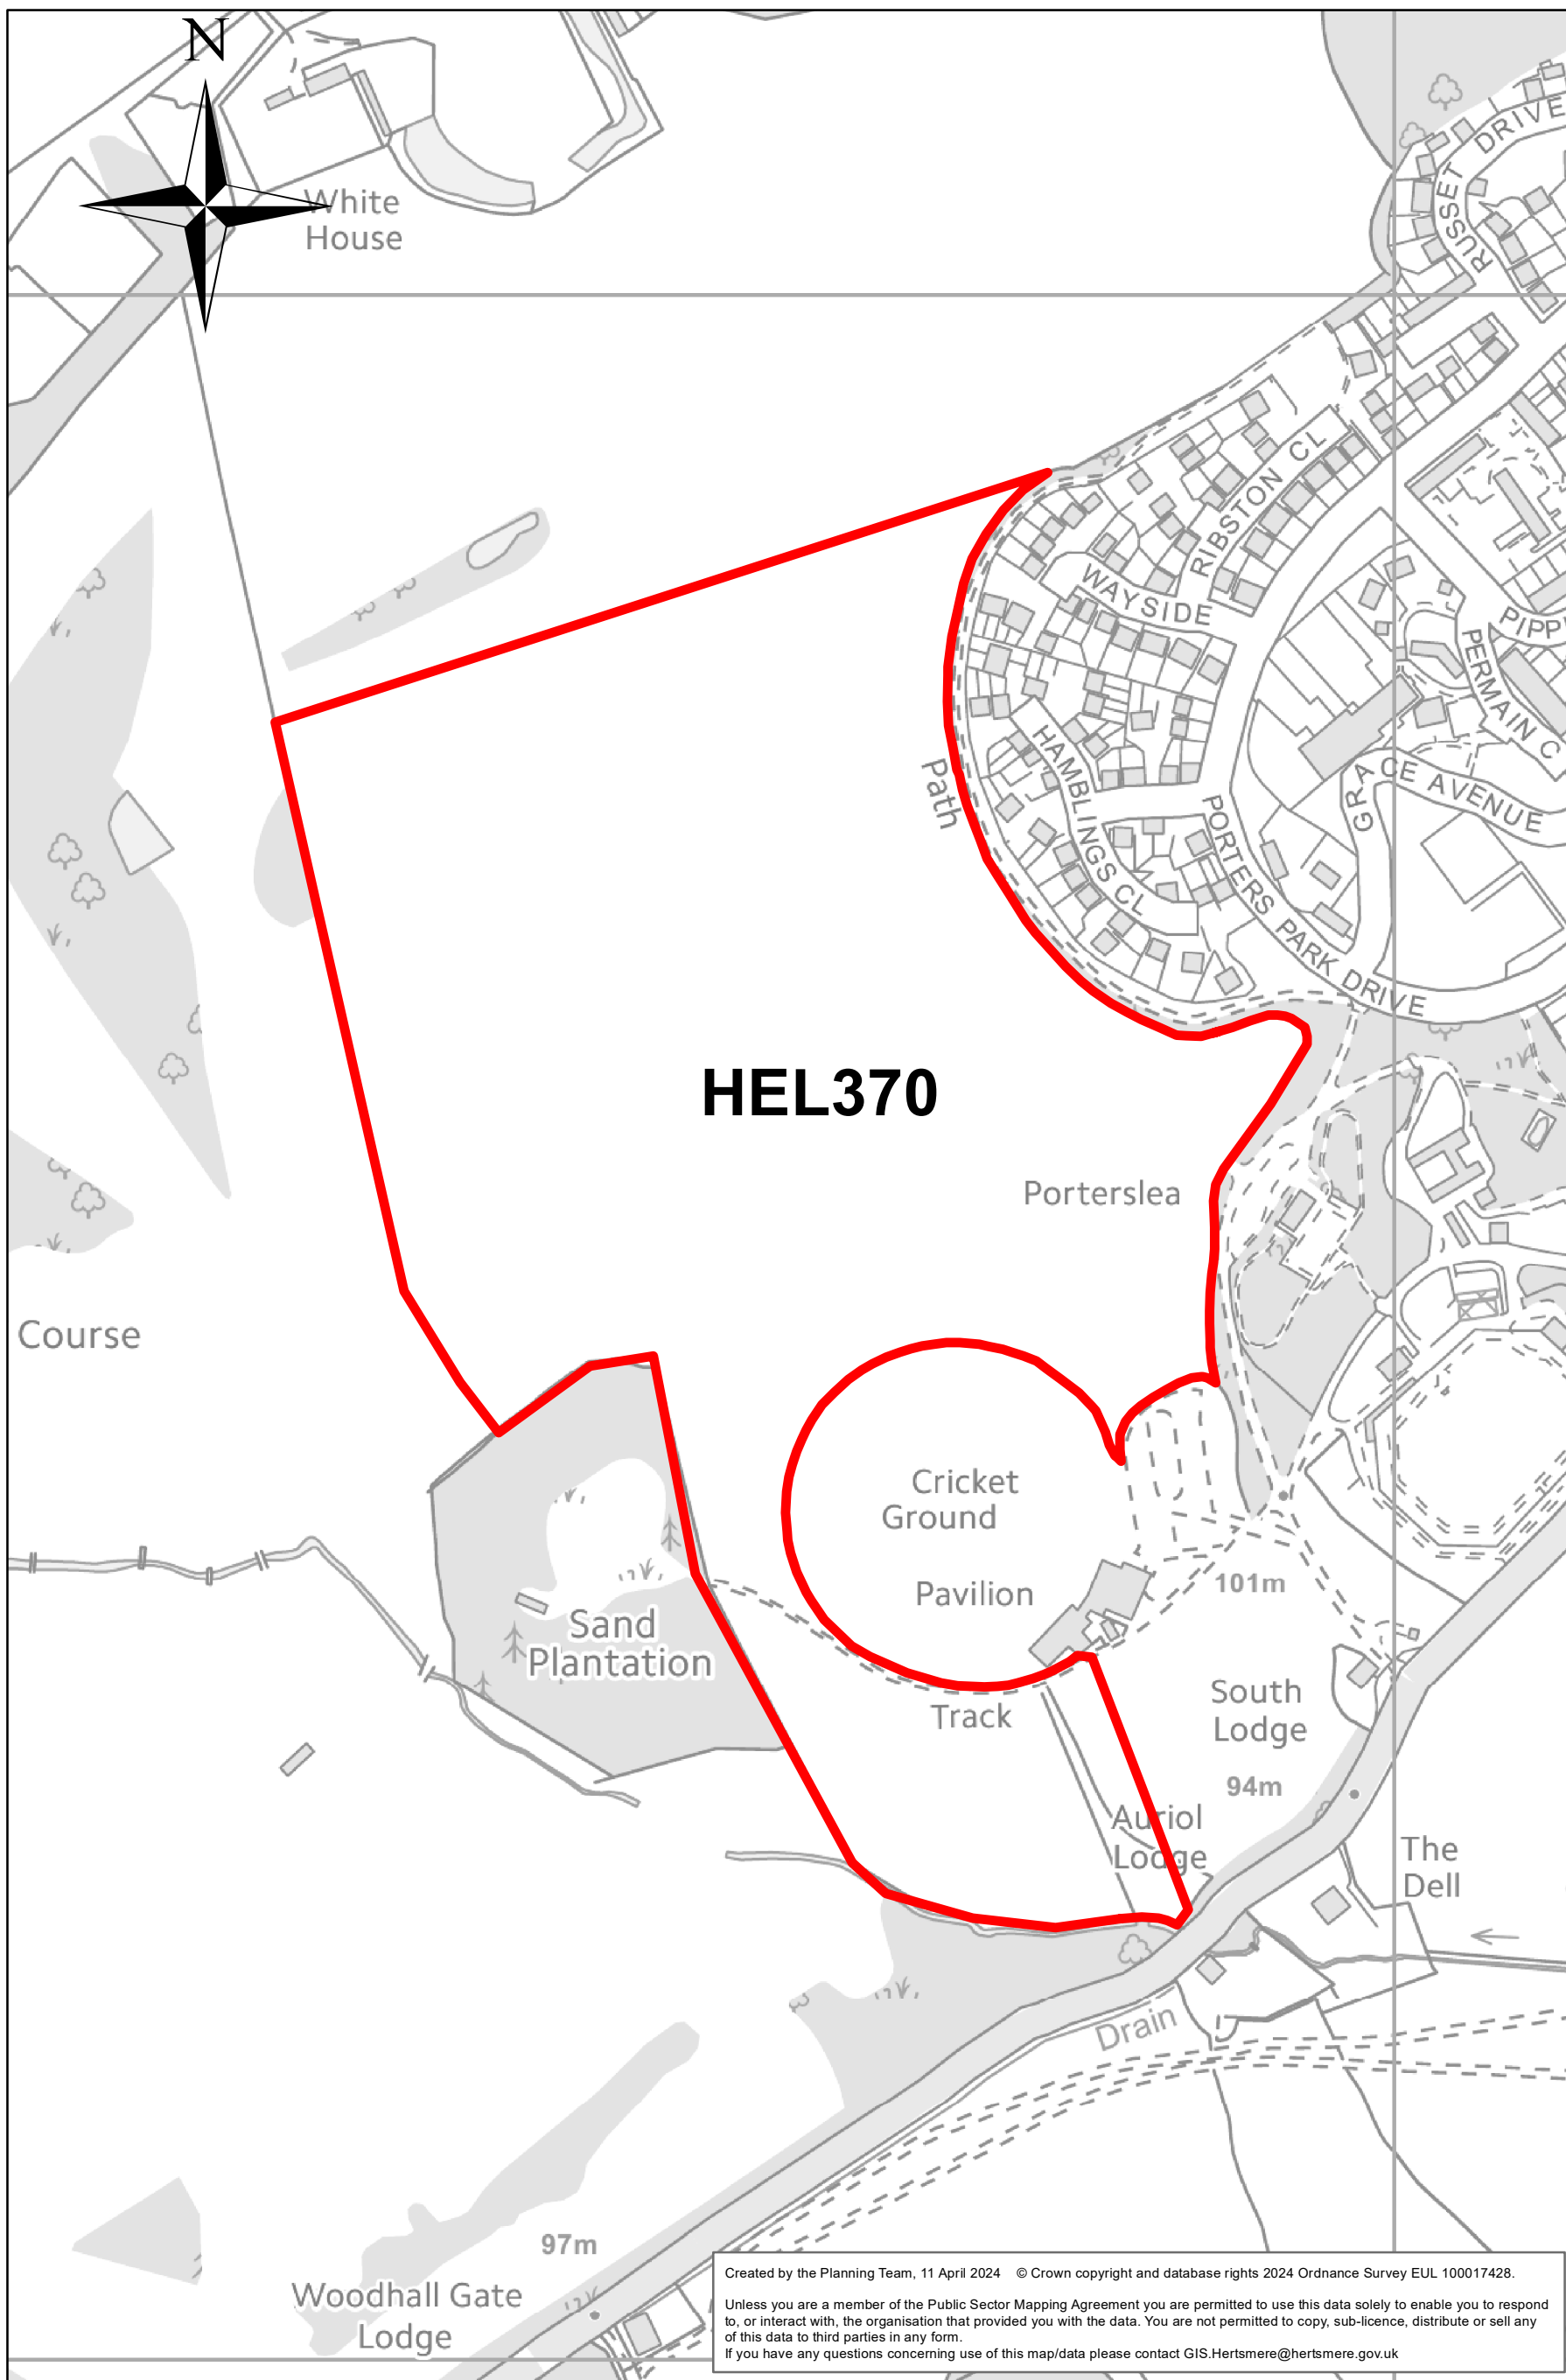 N
White
House
RUSSET DRIVE
RIBSTON CL
WAYSIDE
PERMAIN C
HAMBLINGS CL
Path
GRACE AVENUE
PORTERS PARK DRIVE
HEL370
Porterslea
Course
Cricket
Ground
Pavilion
101m
Sand
Plantation
South
Lodge
Track
94m
Auriol
Lodge
The
Dell
Drain
97m
Woodhall Gate
Lodge
Created by the Planning Team, 11 April 2024 © Crown copyright and database rights 2024 Ordnance Survey EUL 100017428.
Unless you are a member of the Public Sector Mapping Agreement you are permitted to use this data solely to enable you to respond
to, or interact with, the organisation that provided you with the data. You are not permitted to copy, sub-licence, distribute or sell any
of this data to third parties in any form.
If you have any questions concerning use of this map/data please contact GIS.Hertsmere@hertsmere.gov.uk